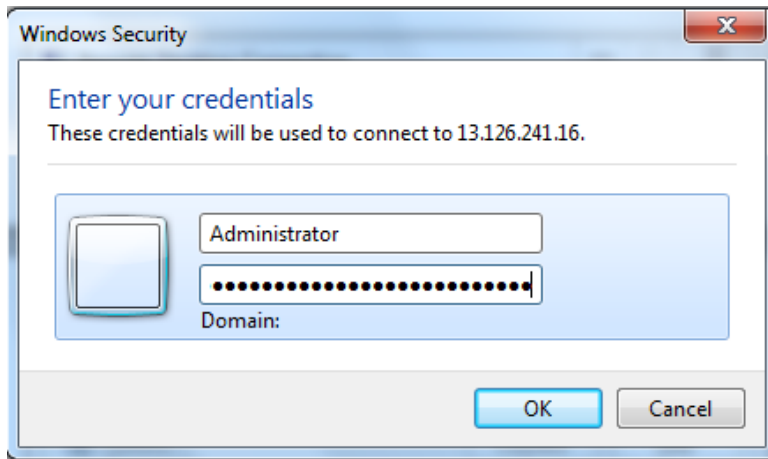 Windows Security
Enter your credentials
These credentials will be used to connect to 13.126.241.16.
Administrator
●●●●●●●●●●●●●●●●●●●●●●●●●●
Domain:
OK
Cancel